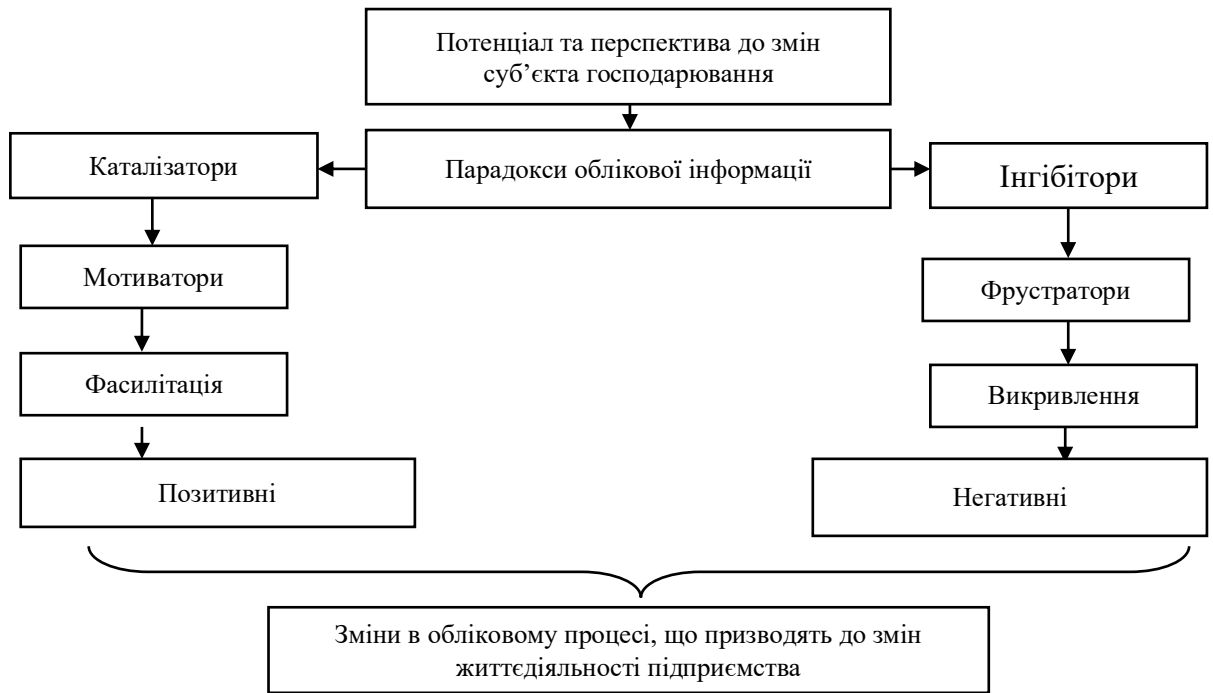 Потенціал та перспектива до змін
суб’єкта господарювання
Каталізатори
Парадокси облікової інформації
Інгібітори
Мотиватори
Фрустратори
Фасилітація
Викривлення
Позитивні
Негативні
Зміни в обліковому процесі, що призводять до змін
життєдіяльності підприємства